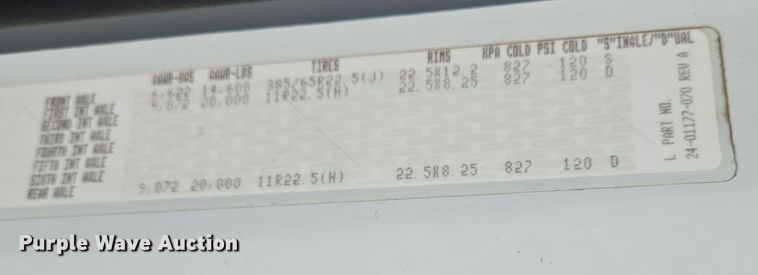 GAWR-KGS GAWR-LBS TIRES RIMS KPA COLD PSI COLD "S"INGLE/"D"UAL
FRONT AXLE 6,622 14,600 385/65R22.5(J) 22.5X12.2 827 120 S
FIRST INT AXLE 9,072 20,000 11R22.5(H) 22.5X8.25 827 120 D
SECOND INT AXLE
THIRD INT AXLE
FOURTH INT AXLE
FIFTH INT AXLE
SIXTH INT AXLE
REAR AXLE 9,072 20,000 11R22.5(H) 22.5X8.25 827 120 D
L PART NO.
24-01177-070 REV A
Purple Wave Auction